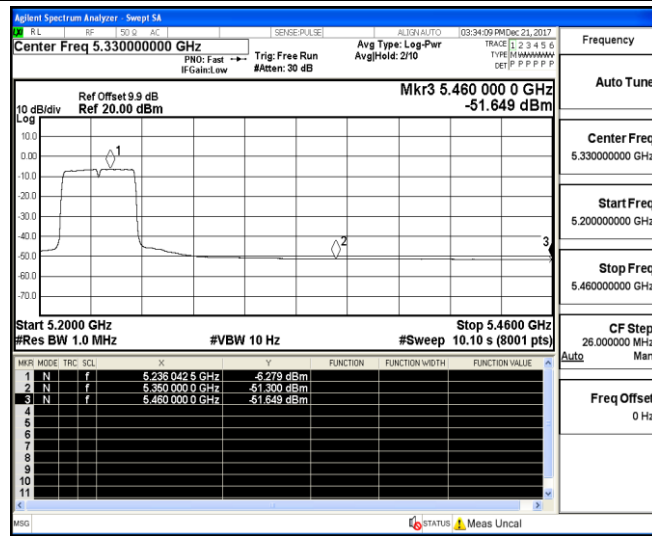 Agilent Spectrum Analyzer - Swept SA
RL RF 50 Ω AC SENSE:PULSE ALIGN AUTO 03:34:09 PM Dec 21, 2017
Center Freq 5.330000000 GHz
PNO: Fast
IFGain:Low
Trig: Free Run
#Atten: 30 dB
Avg Type: Log-Pwr
Avg|Hold: 2/10
TRACE 1 2 3 4 5 6
TYPE MWWWWW
DET P P P P P P
Ref Offset 9.9 dB
10 dB/div Ref 20.00 dBm
Log
Mkr3 5.460 000 0 GHz
-51.649 dBm
10.0
0.00
-10.0
-20.0
-30.0
-40.0
-50.0
-60.0
-70.0
1
2
3
Start 5.2000 GHz Stop 5.4600 GHz
#Res BW 1.0 MHz #VBW 10 Hz #Sweep 10.10 s (8001 pts)
MKR MODE TRC SCL X Y FUNCTION FUNCTION WIDTH FUNCTION VALUE
1 N f 5.236 042 5 GHz -6.279 dBm
2 N f 5.350 000 0 GHz -51.300 dBm
3 N f 5.460 000 0 GHz -51.649 dBm
4
5
6
7
8
9
10
11
MSG STATUS Meas Uncal
Frequency
Auto Tune
Center Freq
5.330000000 GHz
Start Freq
5.200000000 GHz
Stop Freq
5.460000000 GHz
CF Step
26.000000 MHz
Auto Man
Freq Offset
0 Hz